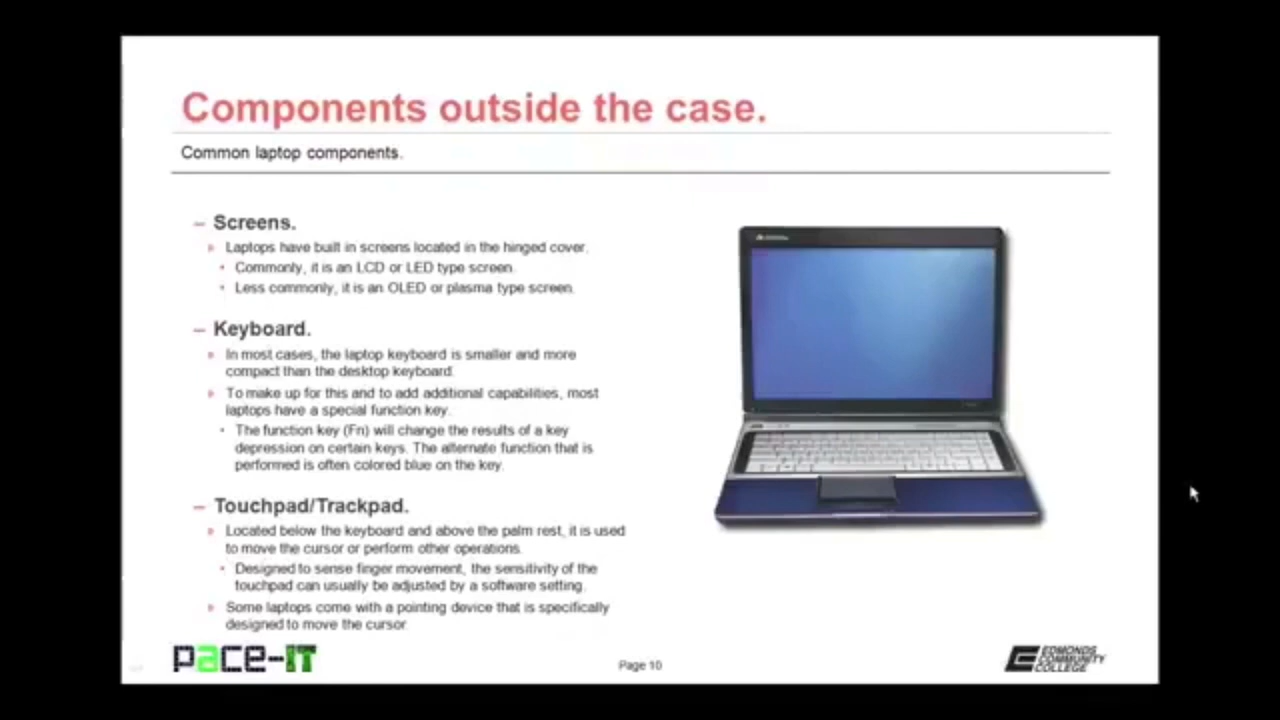 Components outside the case.
Common laptop components.
– Screens.
» Laptops have built in screens located in the hinged cover.
• Commonly, it is an LCD or LED type screen.
• Less commonly, it is an OLED or plasma type screen.
– Keyboard.
» In most cases, the laptop keyboard is smaller and more
compact than the desktop keyboard.
» To make up for this and to add additional capabilities, most
laptops have a special function key.
• The function key (Fn) will change the results of a key
depression on certain keys. The alternate function that is
performed is often colored blue on the key.
– Touchpad/Trackpad.
» Located below the keyboard and above the palm rest, it is used
to move the cursor or perform other operations.
• Designed to sense finger movement, the sensitivity of the
touchpad can usually be adjusted by a software setting.
» Some laptops come with a pointing device that is specifically
designed to move the cursor.
pace-IT
Page 10
EDMONDS
COMMUNITY
COLLEGE